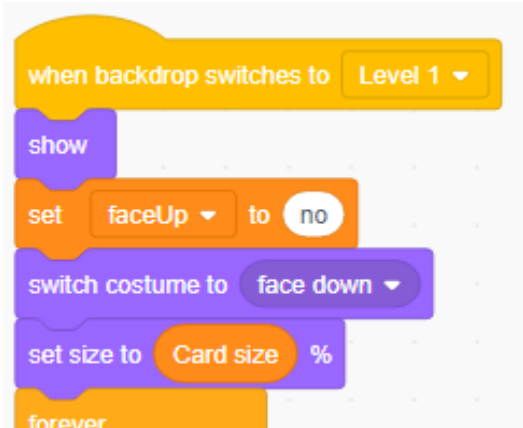 when backdrop switches to Level 1
show
set faceUp to no
switch costume to face down
set size to Card size %
forever